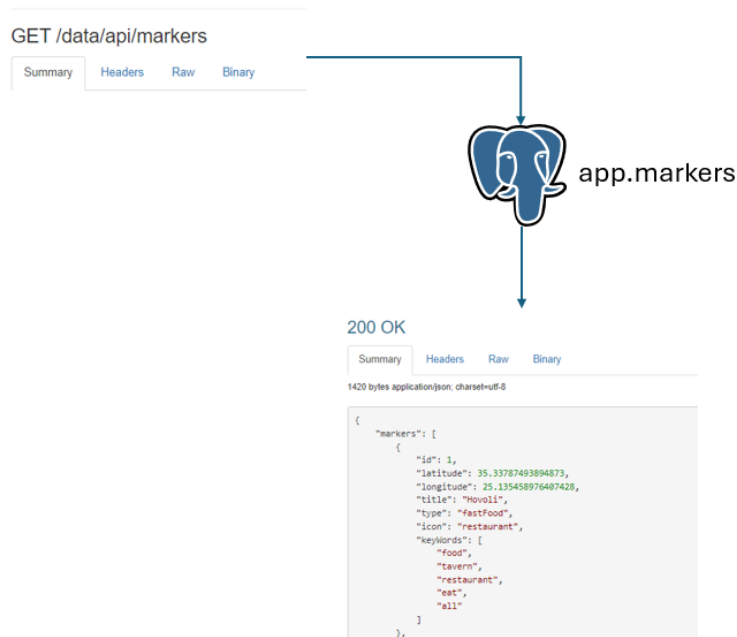 GET /data/api/markers
Summary Headers Raw Binary
app.markers
200 OK
Summary Headers Raw Binary
1420 bytes application/json; charset=utf-8
{
"markers": [
{
"id": 1,
"latitude": 35.33787493894873,
"longitude": 25.135458976407428,
"title": "Hovoli",
"type": "fastFood",
"icon": "restaurant",
"keyWords": [
"food",
"tavern",
"restaurant",
"eat",
"all"
]
},